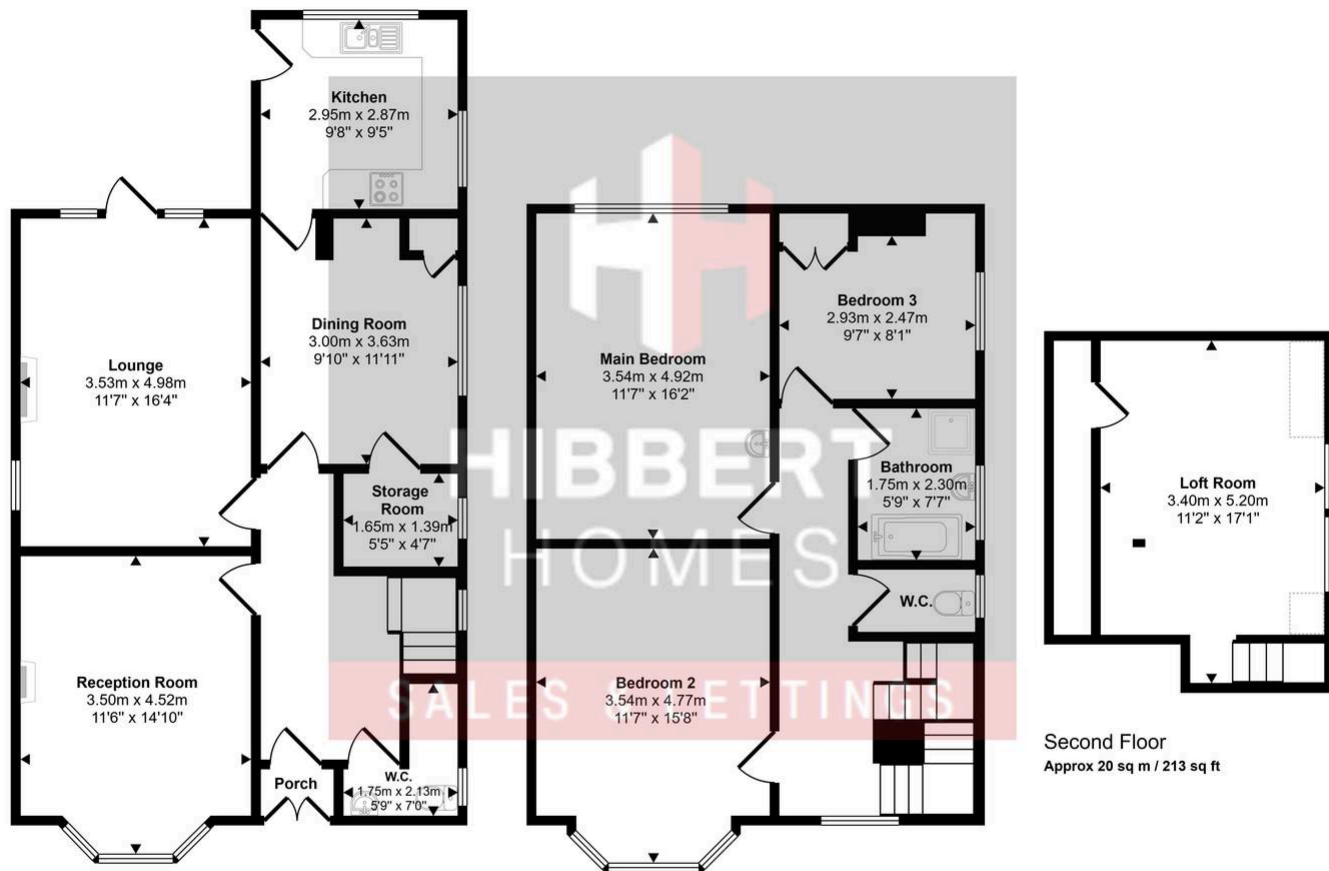 Kitchen
2.95m x 2.87m
9'8" x 9'5"
Dining Room
3.00m x 3.63m
9'10" x 11'11"
Lounge
3.53m x 4.98m
11'7" x 16'4"
Storage
Room
1.65m x 1.39m
5'5" x 4'7"
Reception Room
3.50m x 4.52m
11'6" x 14'10"
Porch
W.C.
1.75m x 2.13m
5'9" x 7'0"
Main Bedroom
3.54m x 4.92m
11'7" x 16'2"
Bedroom 3
2.93m x 2.47m
9'7" x 8'1"
Bathroom
1.75m x 2.30m
5'9" x 7'7"
W.C.
Bedroom 2
3.54m x 4.77m
11'7" x 15'8"
Loft Room
3.40m x 5.20m
11'2" x 17'1"
Second Floor
Approx 20 sq m / 213 sq ft
HIBBERT
HOMES
SALES & LETTINGS